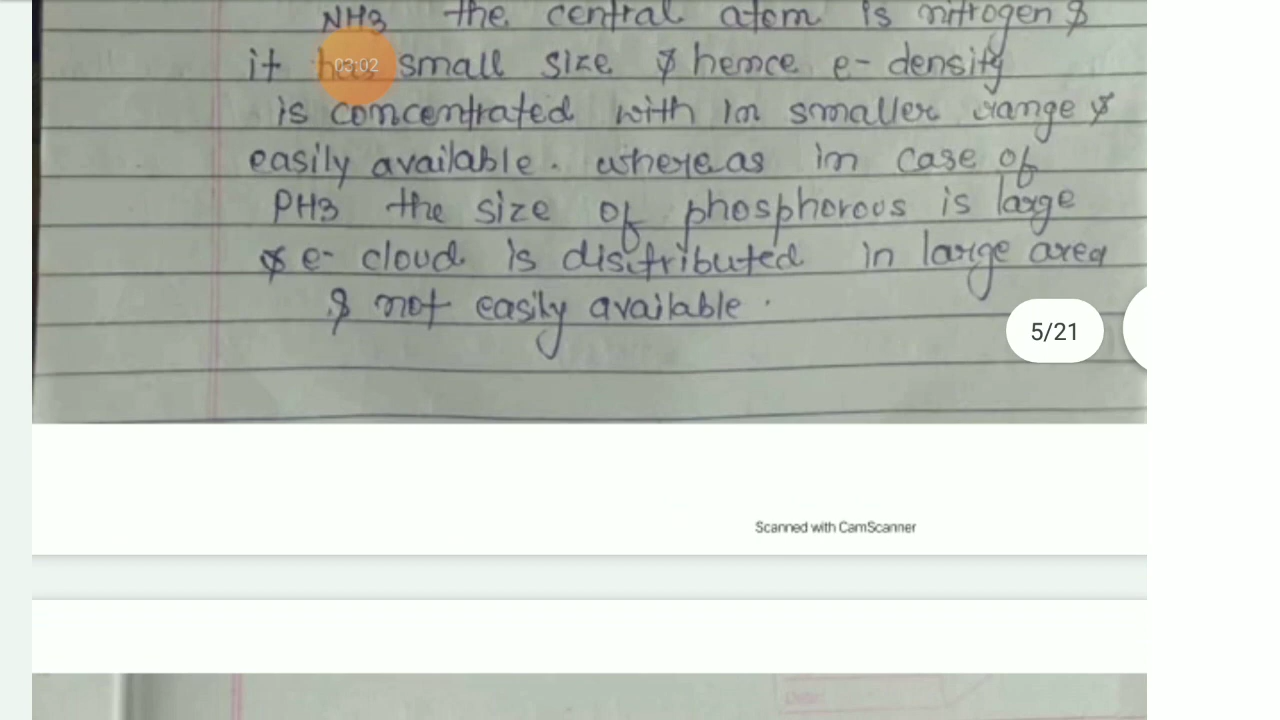 NH3 the central atom is nitrogen &
it has small size & hence e- density
is concentrated with in smaller range &
easily available. whereas in case of
PH3 the size of phosphorous is large
& e- cloud is disitributed in large area
& not easily available.
03:02
5/21
Scanned with CamScanner